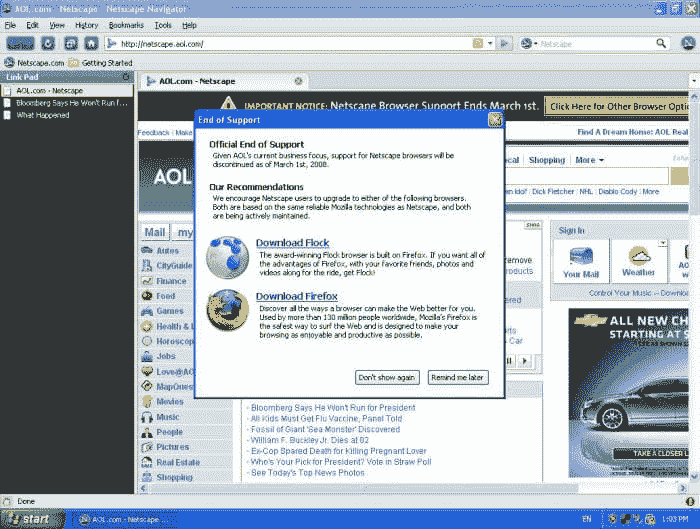 AOL.com - Netscape - Netscape Navigator
File Edit View History Bookmarks Tools Help
http://netscape.aol.com/
Netscape
Netscape.com Getting Started
Link Pad
AOL.com - Netscape
Bloomberg Says He Won't Run f...
What Happened
AOL.com - Netscape
IMPORTANT NOTICE: Netscape Browser Support Ends March 1st.
Click Here for Other Browser Optio
Feedback | Make
Find A Dream Home: AOL Real
AOL
cal Shopping More
an Idol! Dick Fletcher | NHL | Diablo Cody | More
End of Support
Official End of Support
Given AOL's current business focus, support for Netscape browsers will be
discontinued as of March 1st, 2008.
Our Recommendations
We encourage Netscape users to upgrade to either of the following browsers.
Both are based on the same reliable Mozilla technologies as Netscape, and both
are being actively maintained.
Download Flock
The award-winning Flock browser is built on Firefox. If you want all of
the advantages of Firefox, with your favorite friends, photos and
videos along for the ride, get Flock!
Download Firefox
Discover all the ways a browser can make the Web better for you.
Used by more than 130 million people worldwide, Mozilla's Firefox is
the safest way to surf the Web and is designed to make your
browsing as enjoyable and productive as possible.
Don't show again
Remind me later
Mail my
Autos
CityGuide
Finance
Food
Games
Health & L
Horoscop
Jobs
Love@AO
MapQues
Movies
Music
People
Pictures
Real Estate
Shopping
emove
roducts
ered
rts
Car
Sign In
Your Mail
Weather
A
w
Control Your Music -- Downloa
ALL NEW CH
STARTING AT
TAKE A CLOSER L
- Bloomberg Says He Won't Run for President
- All Kids Must Get Flu Vaccine, Panel Told
- Fossil of Giant 'Sea Monster' Discovered
- William F. Buckley Jr. Dies at 82
- Ex-Cop Spared Death for Killing Pregnant Lover
- Who's Your Pick for President? Vote in Straw Poll
- See Today's Top News Photos
Done
start
AOL.com - Netscape ...
EN
1:03 PM